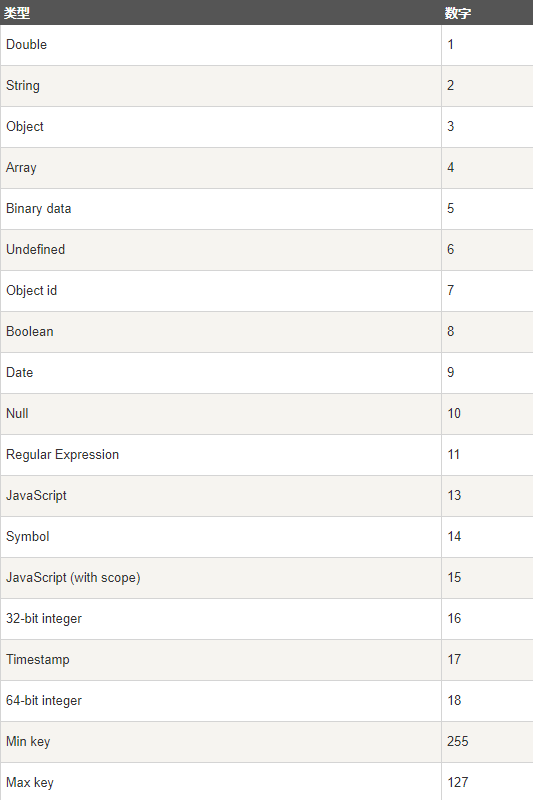 类型 数字
Double 1
String 2
Object 3
Array 4
Binary data 5
Undefined 6
Object id 7
Boolean 8
Date 9
Null 10
Regular Expression 11
JavaScript 13
Symbol 14
JavaScript (with scope) 15
32-bit integer 16
Timestamp 17
64-bit integer 18
Min key 255
Max key 127